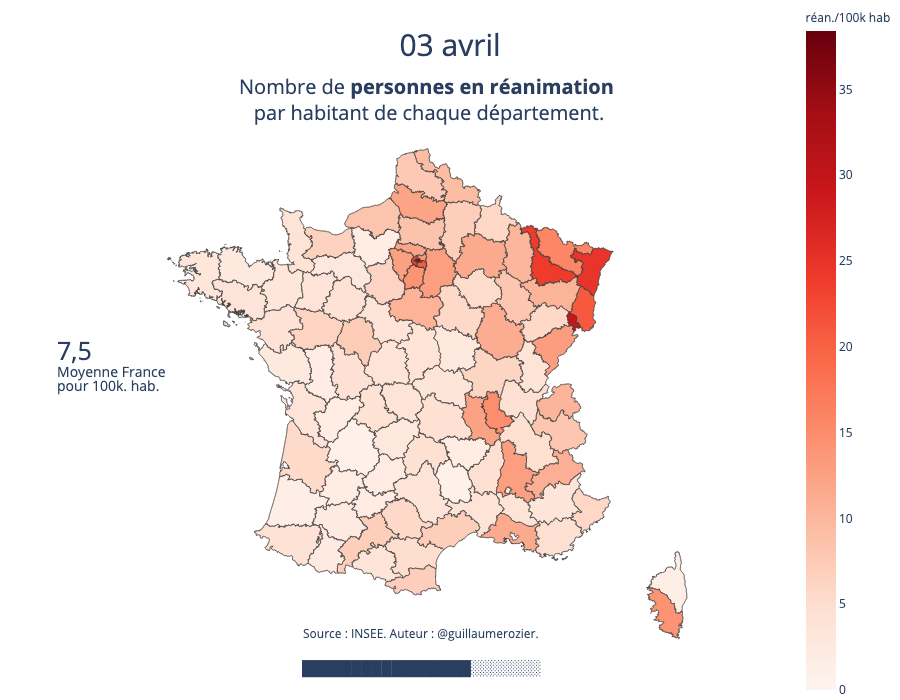 réan./100k hab
03 avril
Nombre de personnes en réanimation
par habitant de chaque département.
35
30
25
20
15
10
5
0
7,5
Moyenne France
pour 100k. hab.
Source : INSEE. Auteur : @guillaumerozier.